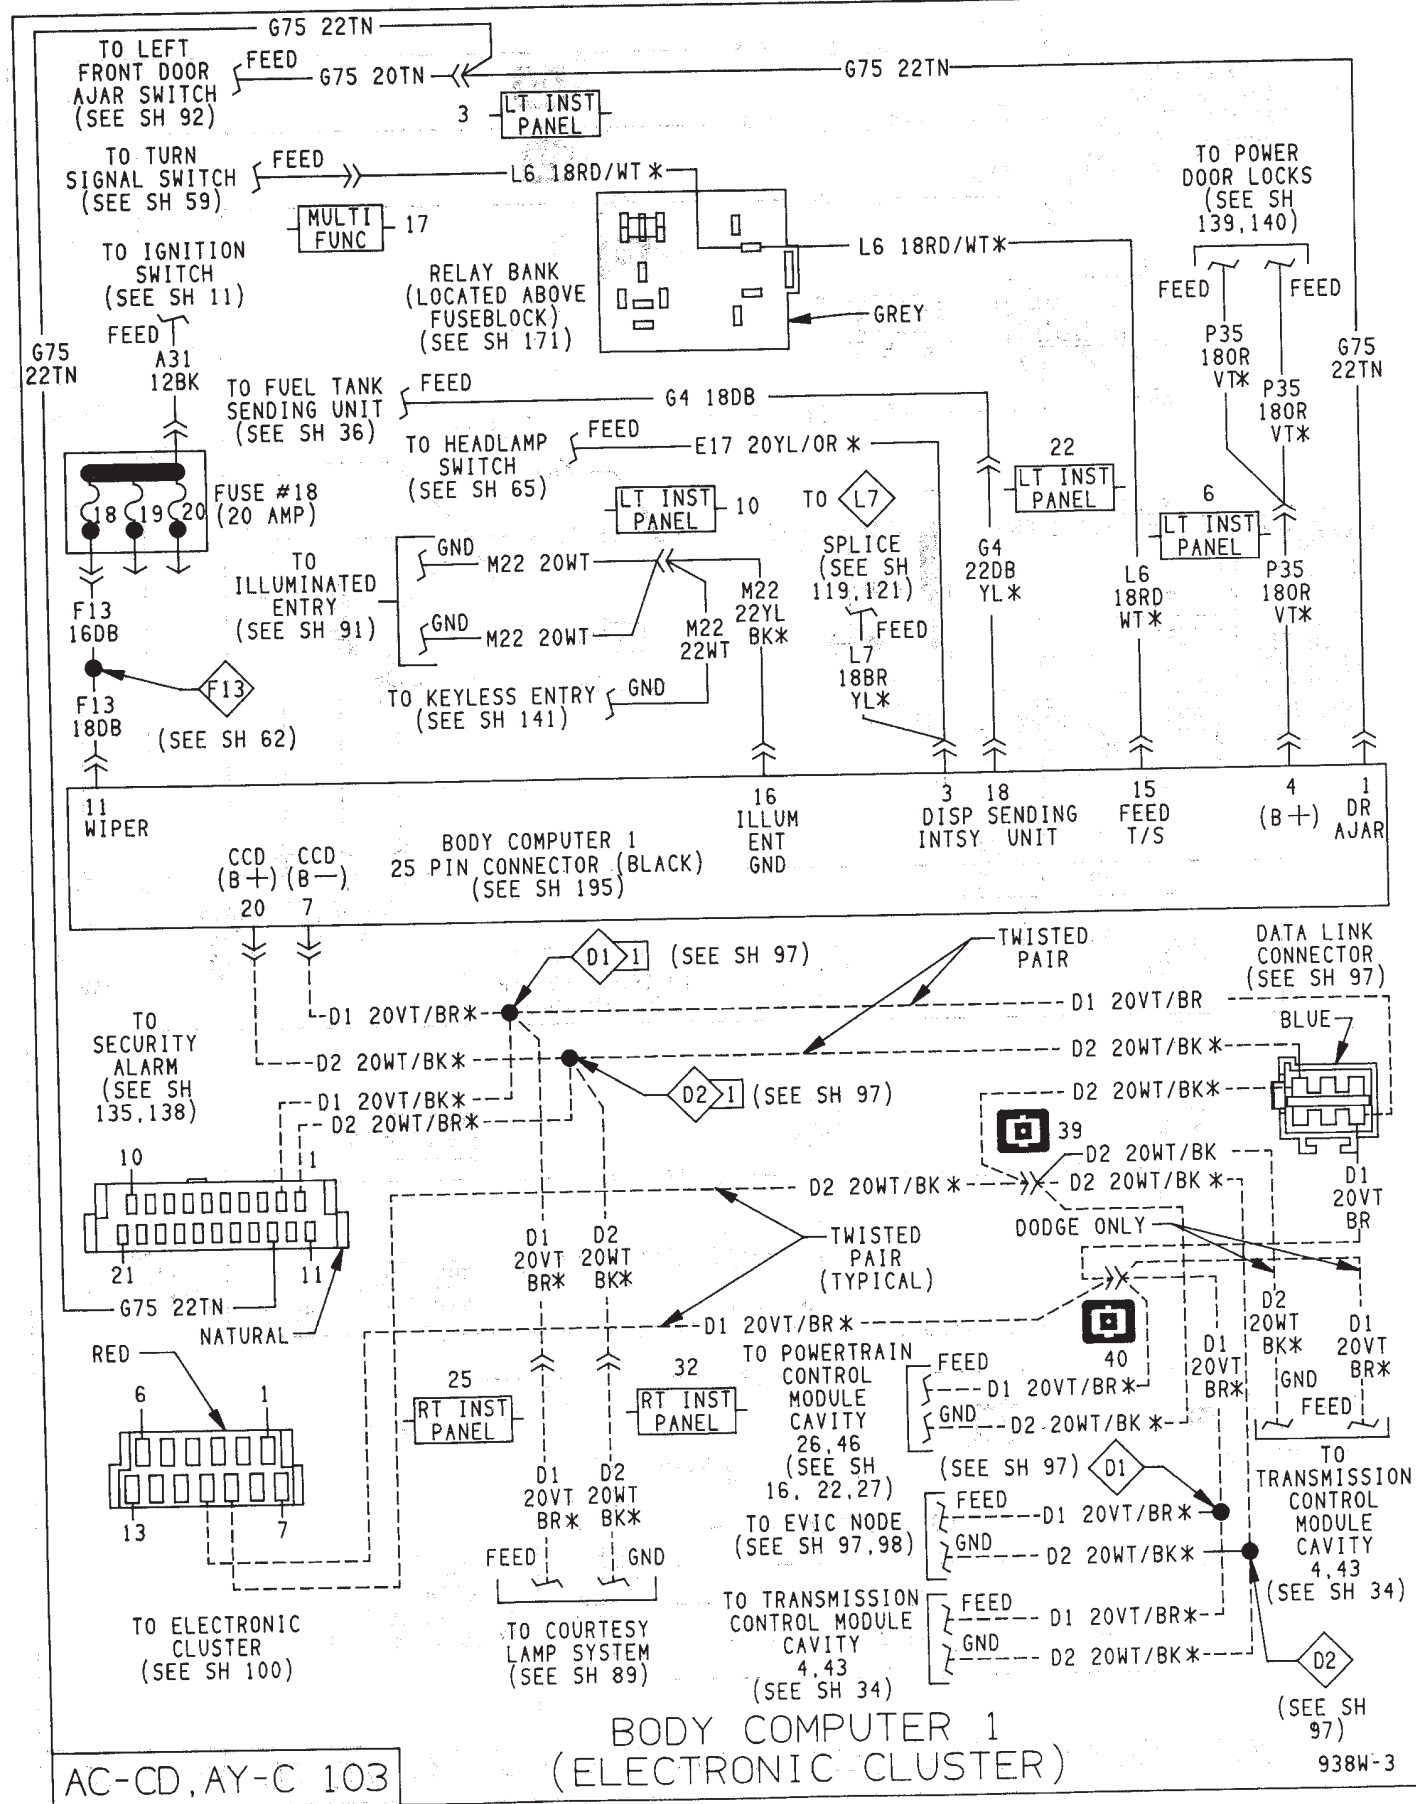 G75 22TN
TO LEFT
FRONT DOOR
AJAR SWITCH
(SEE SH 92)
FEED
G75 20TN
G75 22TN
3
LT INST
PANEL
TO TURN
SIGNAL SWITCH
(SEE SH 59)
FEED
L6 18RD/WT*
MULTI
FUNC
17
TO POWER
DOOR LOCKS
(SEE SH
139,140)
FEED
FEED
TO IGNITION
SWITCH
(SEE SH 11)
FEED
A31
12BK
RELAY BANK
(LOCATED ABOVE
FUSEBLOCK)
(SEE SH 171)
L6 18RD/WT*
GREY
G75
22TN
P35
18OR
VT*
P35
18OR
VT*
G75
22TN
TO FUEL TANK
SENDING UNIT
(SEE SH 36)
FEED
G4 18DB
TO HEADLAMP
SWITCH
(SEE SH 65)
FEED
E17 20YL/OR *
22
LT INST
PANEL
6
LT INST
PANEL
18 19 20
FUSE #18
(20 AMP)
LT INST
PANEL
10
TO L7
SPLICE
(SEE SH
119,121)
FEED
L7
18BR
YL*
TO
ILLUMINATED
ENTRY
(SEE SH 91)
GND
M22 20WT
GND
M22 20WT
M22
22WT
M22
22YL
BK*
G4
22DB
YL*
L6
18RD
WT*
P35
18OR
VT*
TO KEYLESS ENTRY
(SEE SH 141)
GND
F13
16DB
F13
F13
18DB
(SEE SH 62)
11
WIPER
16
ILLUM
ENT
GND
3
DISP
INTSY
18
SENDING
UNIT
15
FEED
T/S
4
(B+)
1
DR
AJAR
BODY COMPUTER 1
25 PIN CONNECTOR (BLACK)
(SEE SH 195)
CCD
(B+)
20
CCD
(B-)
7
D1 1
(SEE SH 97)
TWISTED
PAIR
DATA LINK
CONNECTOR
(SEE SH 97)
BLUE
D1 20VT/BR*
D1 20VT/BR
D2 20WT/BK*
D2 20WT/BK*
TO
SECURITY
ALARM
(SEE SH
135,138)
D1 20VT/BK*
D2 20WT/BR*
D2 1
(SEE SH 97)
D2 20WT/BK*
39
D2 20WT/BK
D2 20WT/BK*
D2 20WT/BK*
10
1
21
11
G75 22TN
NATURAL
D1
20VT
BR*
D2
20WT
BK*
TWISTED
PAIR
(TYPICAL)
DODGE ONLY
D1
20VT
BR
D1 20VT/BR*
40
D1
20VT
BR*
D2
20WT
BK*
GND
D1
20VT
BR*
FEED
RED
6
1
13
7
25
RT INST
PANEL
32
RT INST
PANEL
TO POWERTRAIN
CONTROL
MODULE
CAVITY
26,46
(SEE SH
16, 22,27)
FEED
D1 20VT/BR*
GND
D2 20WT/BK*
(SEE SH 97)
D1
TO
TRANSMISSION
CONTROL
MODULE
CAVITY
4,43
(SEE SH 34)
D1
20VT
BR*
D2
20WT
BK*
FEED
GND
TO EVIC NODE
(SEE SH 97,98)
FEED
D1 20VT/BR*
GND
D2 20WT/BK*
TO ELECTRONIC
CLUSTER
(SEE SH 100)
TO COURTESY
LAMP SYSTEM
(SEE SH 89)
TO TRANSMISSION
CONTROL MODULE
CAVITY
4,43
(SEE SH 34)
FEED
D1 20VT/BR*
GND
D2 20WT/BK*
D2
(SEE SH
97)
BODY COMPUTER 1
(ELECTRONIC CLUSTER)
AC-CD,AY-C 103
938W-3